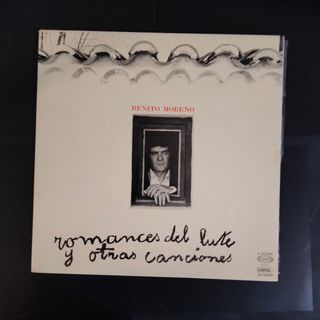 BENITO MORENO
romances del lute
y otras canciones